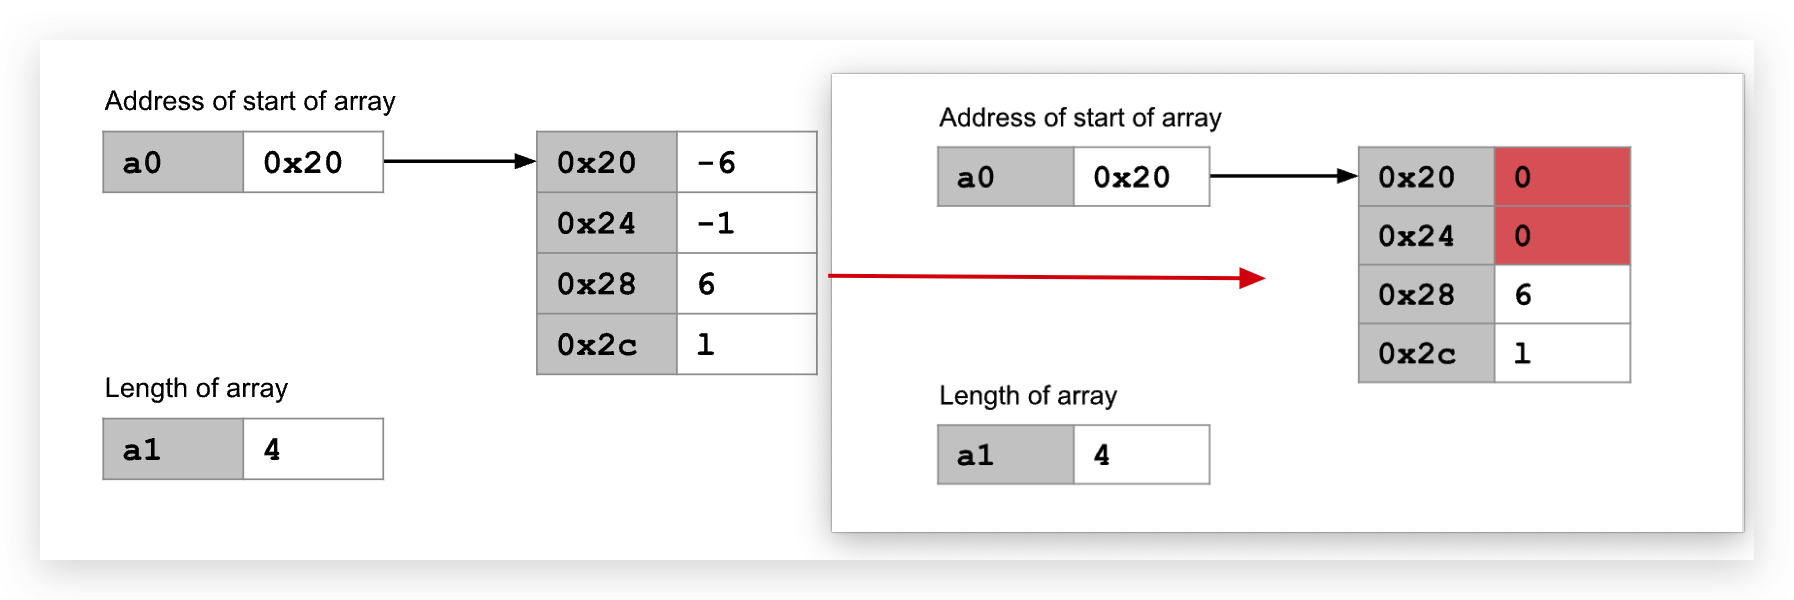 Address of start of array
a0 0x20
0x20 -6
0x24 -1
0x28 6
0x2c 1
Length of array
a1 4
Address of start of array
a0 0x20
0x20 0
0x24 0
0x28 6
0x2c 1
Length of array
a1 4